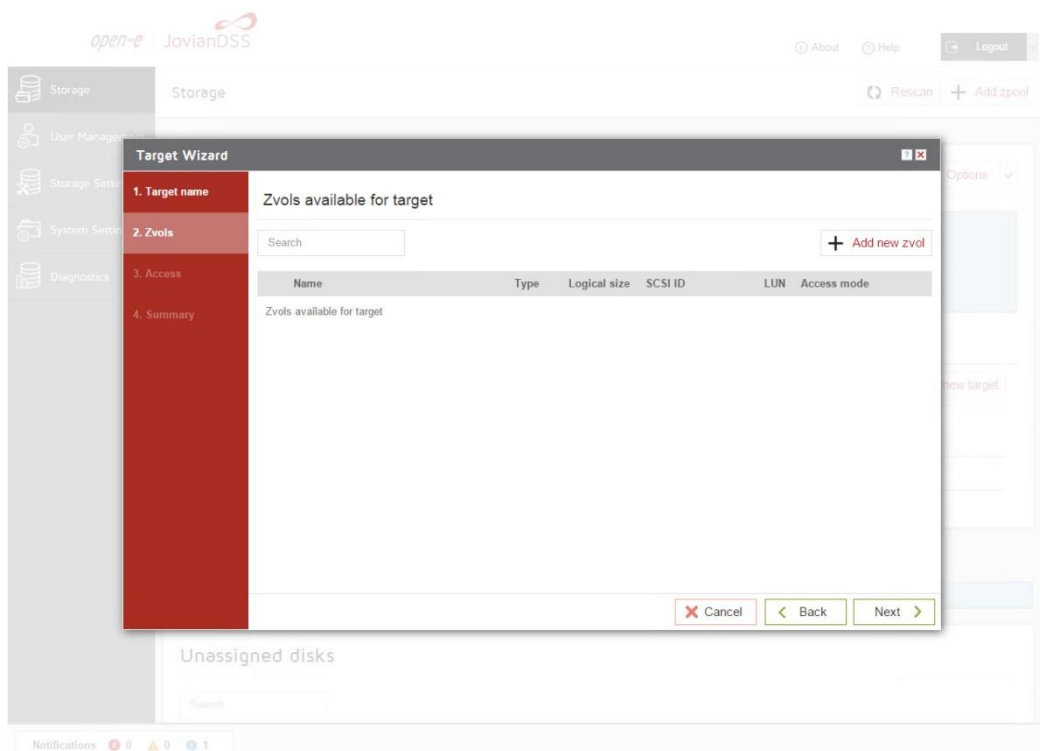 open-e JovianDSS
About Help Logout
Storage
Storage
Rescan + Add zpool
User Manage
Target Wizard
Storage Setti
Options
1. Target name
Zvols available for target
System Settin
2. Zvols
Search
+ Add new zvol
Diagnostics
3. Access
Name Type Logical size SCSI ID LUN Access mode
4. Summary
Zvols available for target
new target
Cancel Back Next
Unassigned disks
Search
Notifications 0 0 1